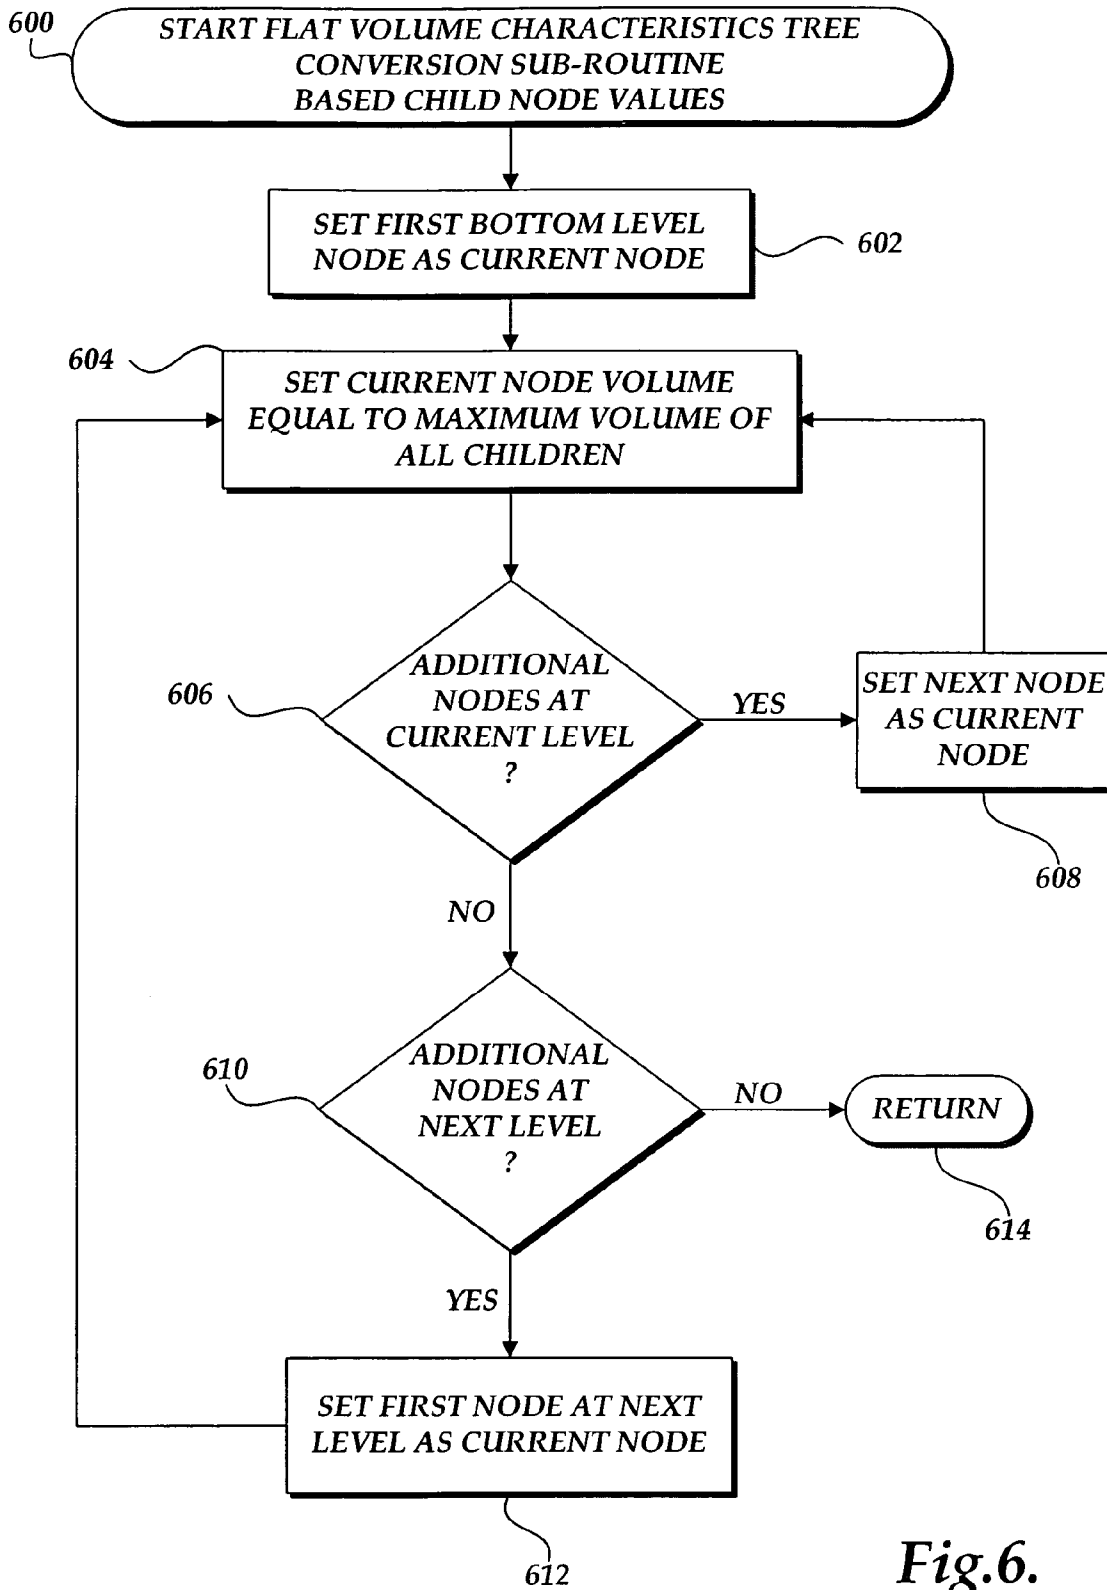 600
START FLAT VOLUME CHARACTERISTICS TREE
CONVERSION SUB-ROUTINE
BASED CHILD NODE VALUES
SET FIRST BOTTOM LEVEL
NODE AS CURRENT NODE
602
604
SET CURRENT NODE VOLUME
EQUAL TO MAXIMUM VOLUME OF
ALL CHILDREN
606
ADDITIONAL
NODES AT
CURRENT LEVEL
?
YES
SET NEXT NODE
AS CURRENT
NODE
608
NO
610
ADDITIONAL
NODES AT
NEXT LEVEL
?
NO
RETURN
614
YES
SET FIRST NODE AT NEXT
LEVEL AS CURRENT NODE
612
Fig.6.